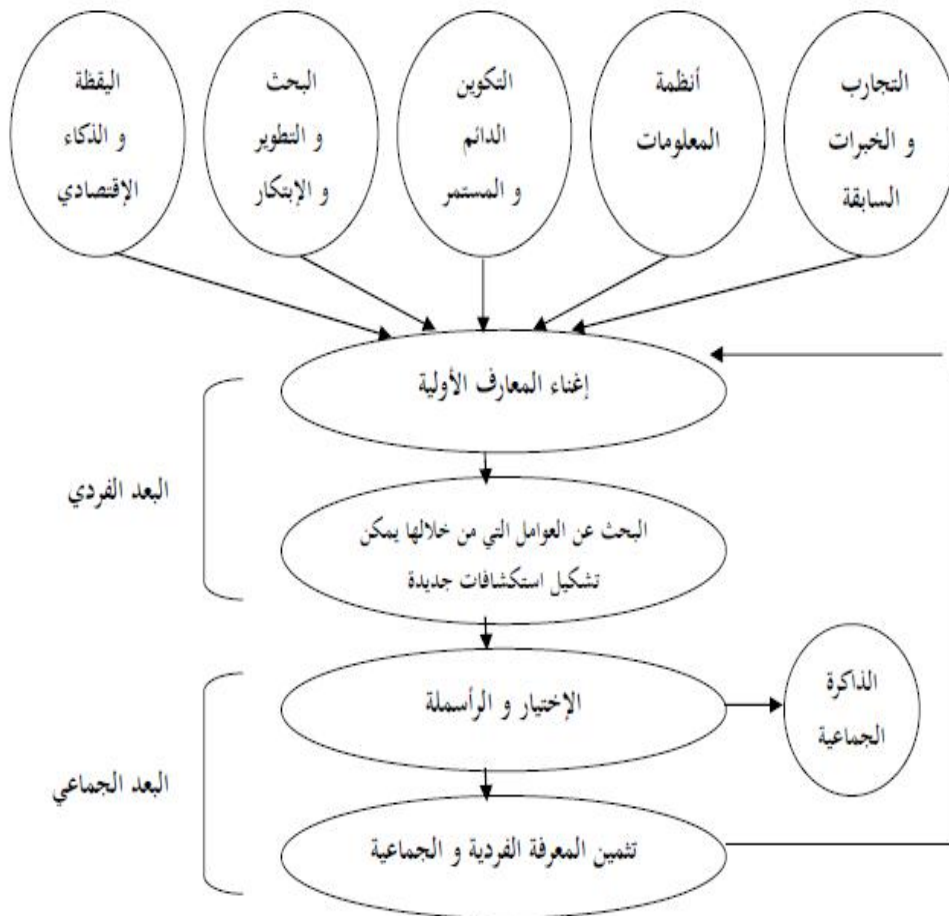 التجارب
و الخبرات
السابقة
أنظمة
المعلومات
التكوين
الدائم
و المستمر
البحث
و التطوير
و الإبتكار
اليقظة
و الذكاء
الإقتصادي
إغناء المعارف الأولية
البعد الفردي
البحث عن العوامل التي من خلالها يمكن
تشكيل استكشافات جديدة
الإختيار و الرأسملة
الذاكرة
الجماعية
البعد الجماعي
تثمين المعرفة الفردية و الجماعية